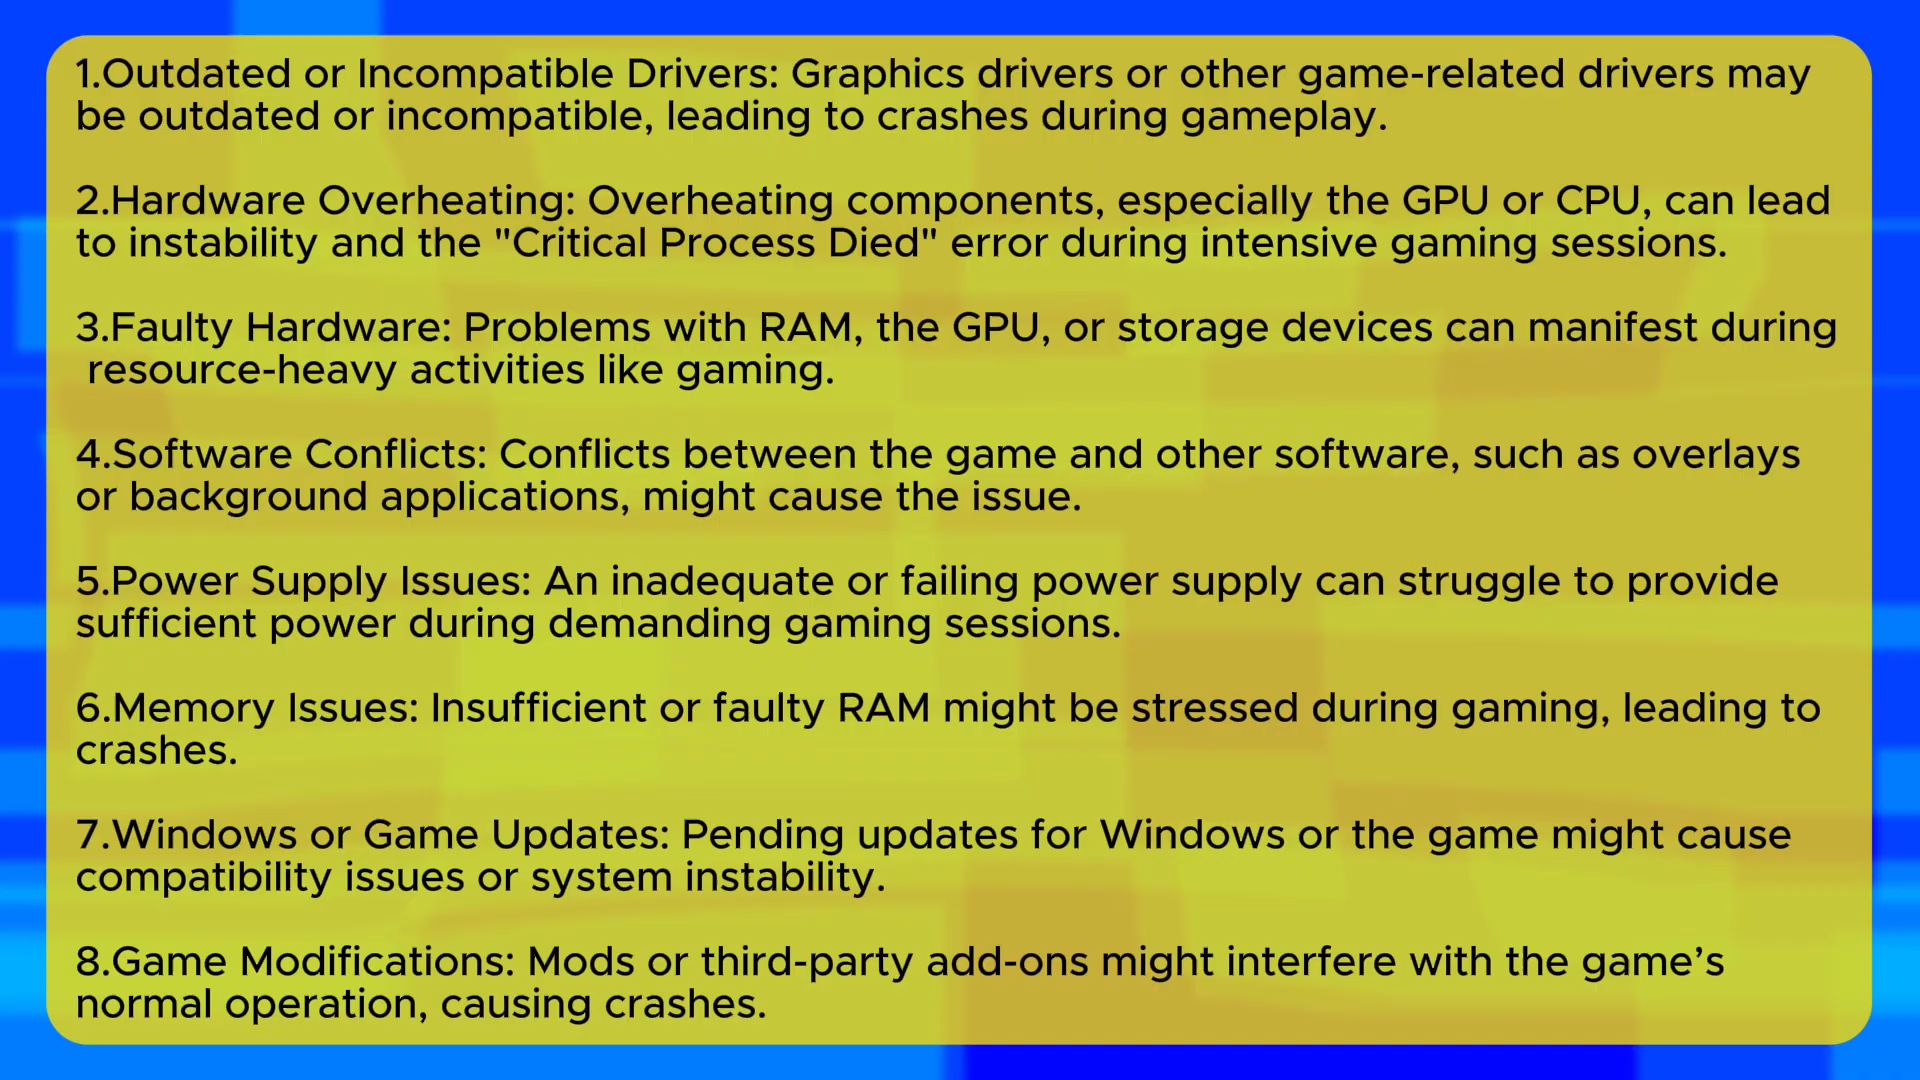 1.Outdated or Incompatible Drivers: Graphics drivers or other game-related drivers may
be outdated or incompatible, leading to crashes during gameplay.
2.Hardware Overheating: Overheating components, especially the GPU or CPU, can lead
to instability and the "Critical Process Died" error during intensive gaming sessions.
3.Faulty Hardware: Problems with RAM, the GPU, or storage devices can manifest during
resource-heavy activities like gaming.
4.Software Conflicts: Conflicts between the game and other software, such as overlays
or background applications, might cause the issue.
5.Power Supply Issues: An inadequate or failing power supply can struggle to provide
sufficient power during demanding gaming sessions.
6.Memory Issues: Insufficient or faulty RAM might be stressed during gaming, leading to
crashes.
7.Windows or Game Updates: Pending updates for Windows or the game might cause
compatibility issues or system instability.
8.Game Modifications: Mods or third-party add-ons might interfere with the game’s
normal operation, causing crashes.